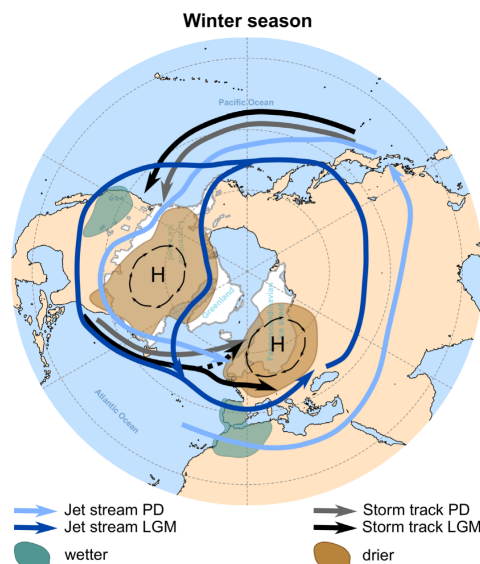 Winter season
Pacific Ocean
H
Greenland
H
Atlantic Ocean
Jet stream PD
Storm track PD
Jet stream LGM
Storm track LGM
wetter
drier